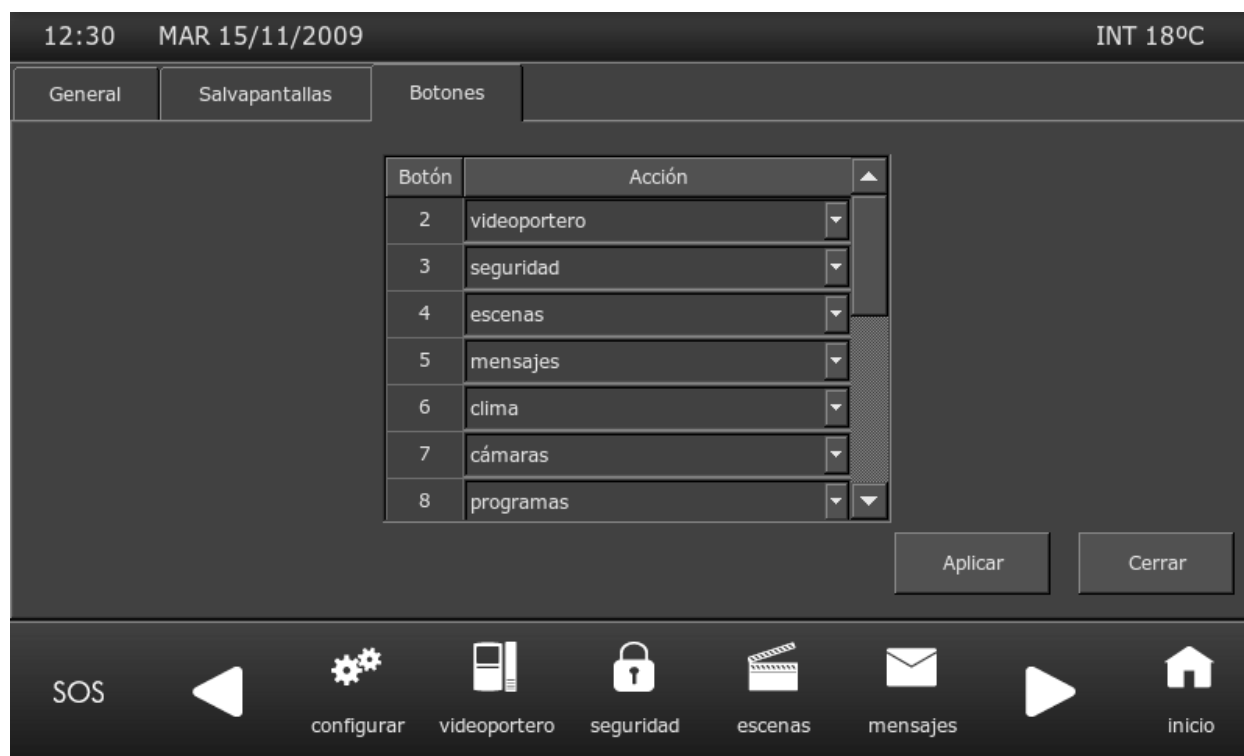 12:30 MAR 15/11/2009 INT 18ºC
General Salvapantallas Botones
Botón Acción
2 videoportero
3 seguridad
4 escenas
5 mensajes
6 clima
7 cámaras
8 programas
Aplicar Cerrar
SOS configurar videoportero seguridad escenas mensajes inicio